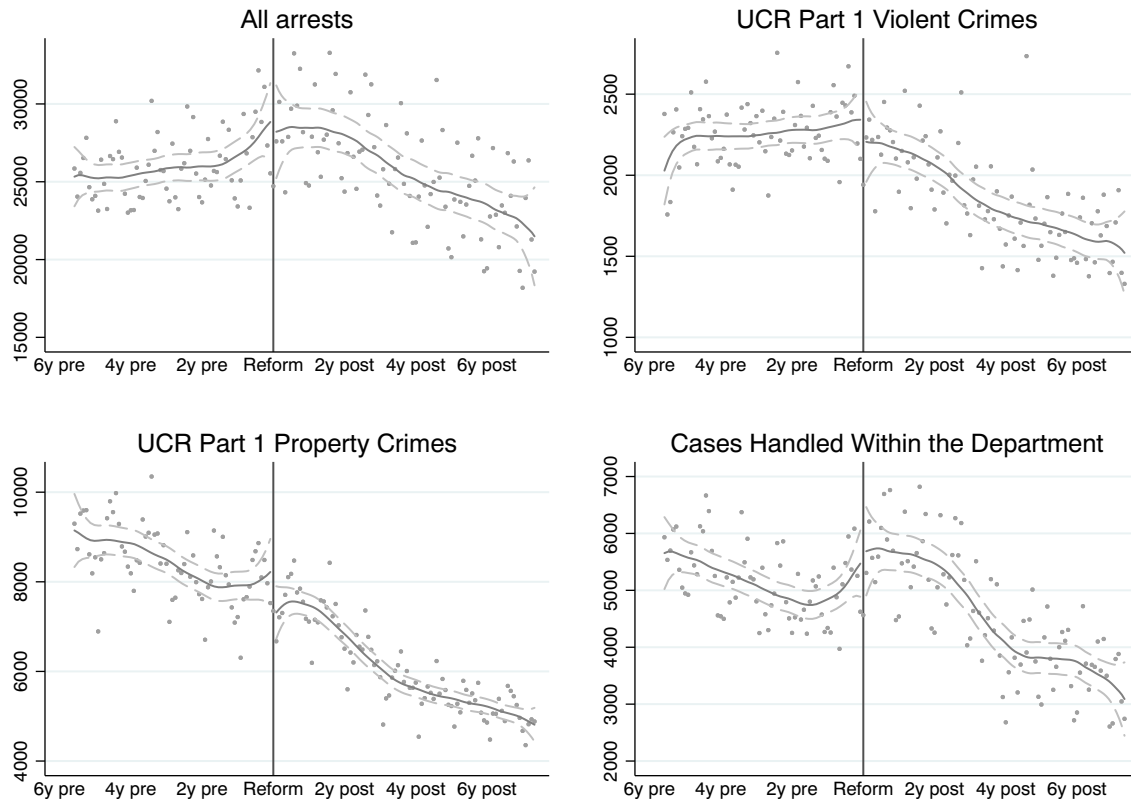 All arrests
30000
25000
20000
15000
6y pre 4y pre 2y pre Reform 2y post 4y post 6y post
UCR Part 1 Violent Crimes
2500
2000
1500
1000
6y pre 4y pre 2y pre Reform 2y post 4y post 6y post
UCR Part 1 Property Crimes
10000
8000
6000
4000
6y pre 4y pre 2y pre Reform 2y post 4y post 6y post
Cases Handled Within the Department
7000
6000
5000
4000
3000
2000
6y pre 4y pre 2y pre Reform 2y post 4y post 6y post